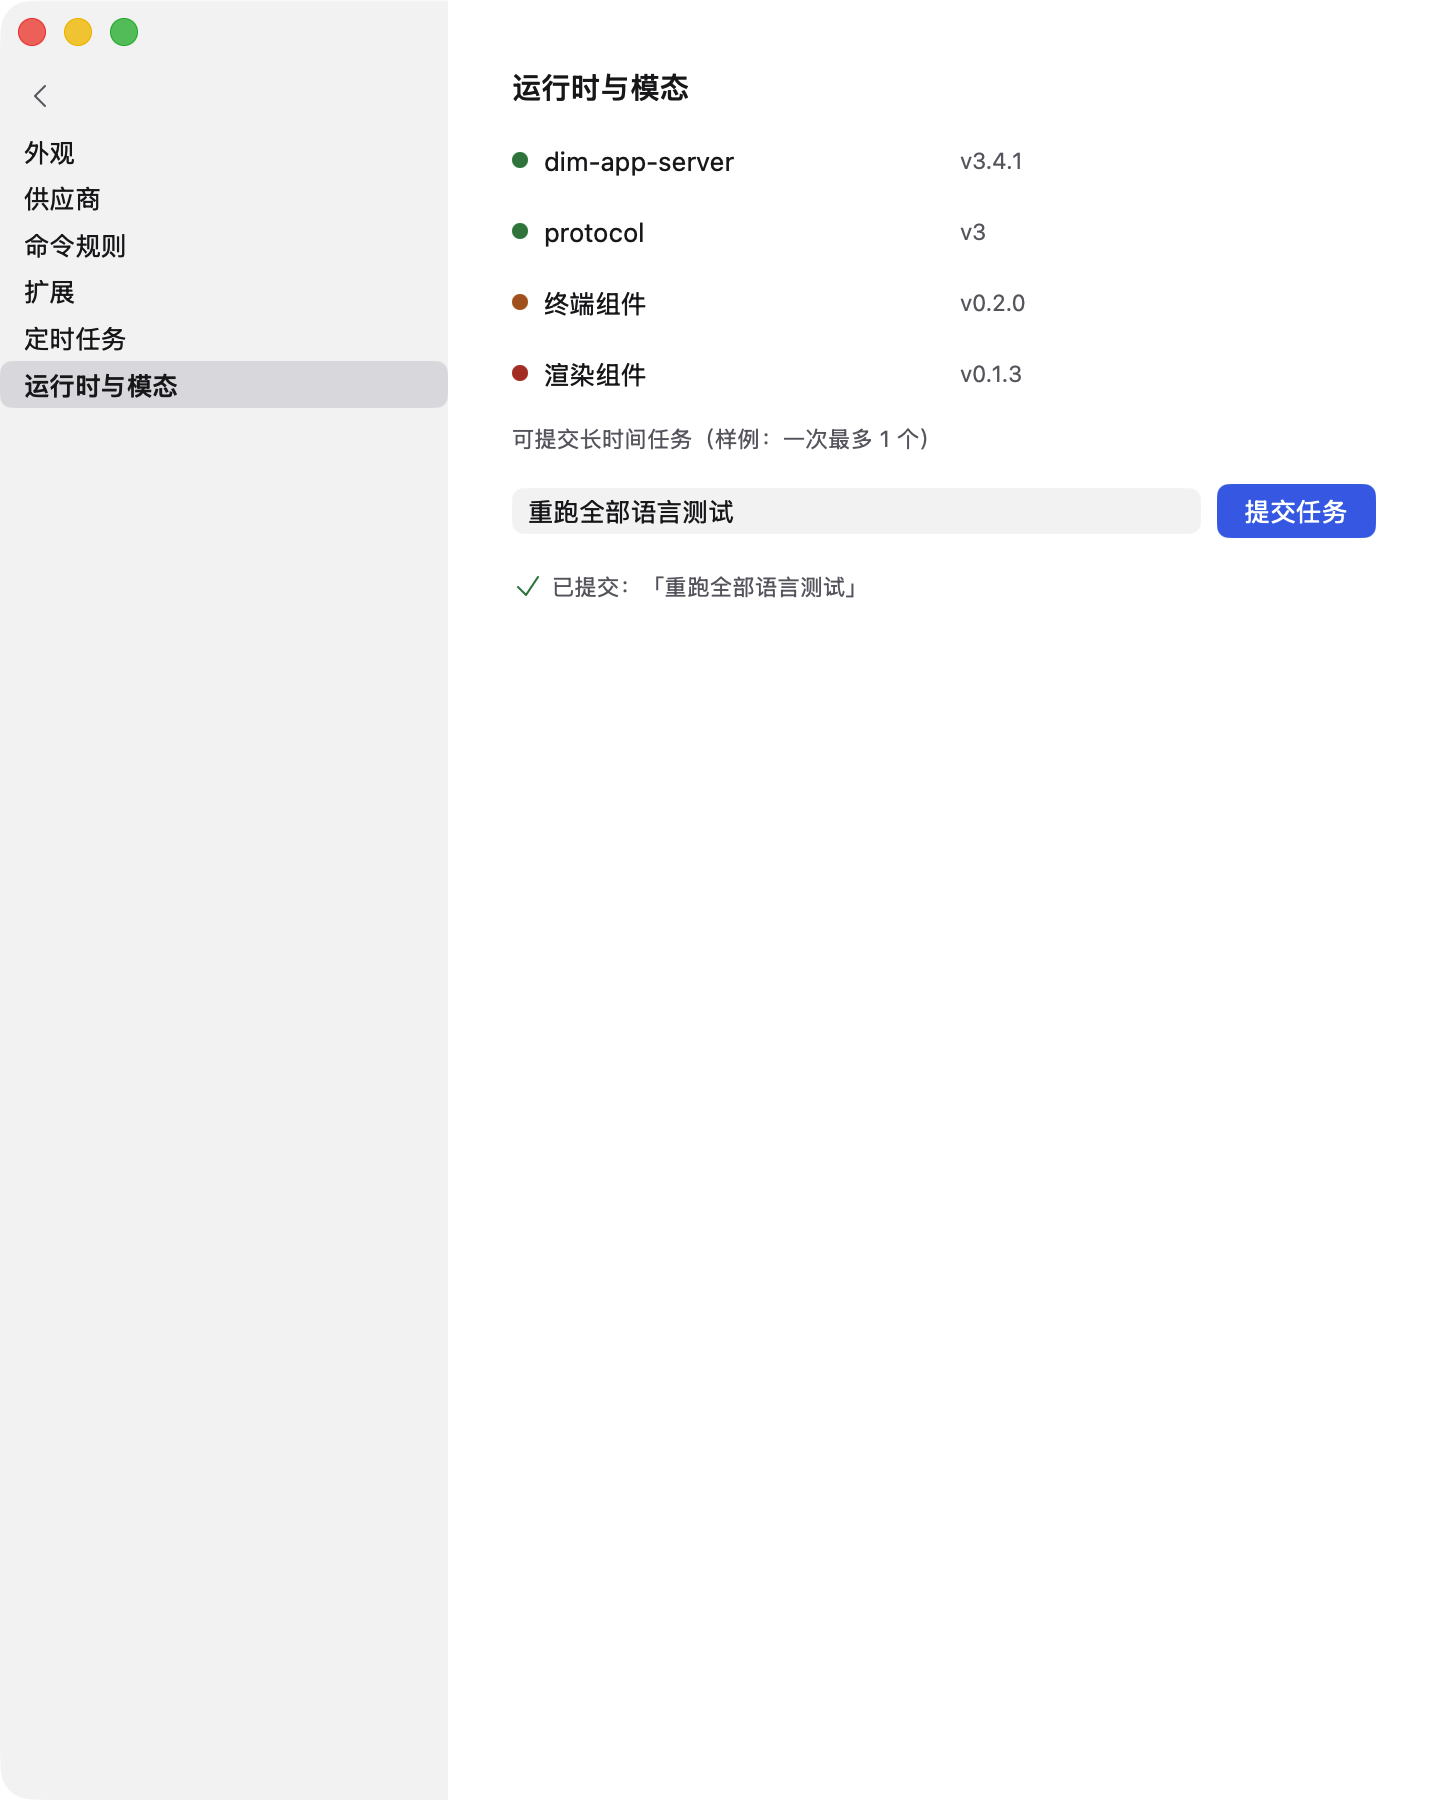 外观
供应商
命令规则
扩展
定时任务
运行时与模态
运行时与模态
dim-app-server v3.4.1
protocol v3
终端组件 v0.2.0
渲染组件 v0.1.3
可提交长时间任务（样例：一次最多 1 个）
重跑全部语言测试 提交任务
已提交：「重跑全部语言测试」